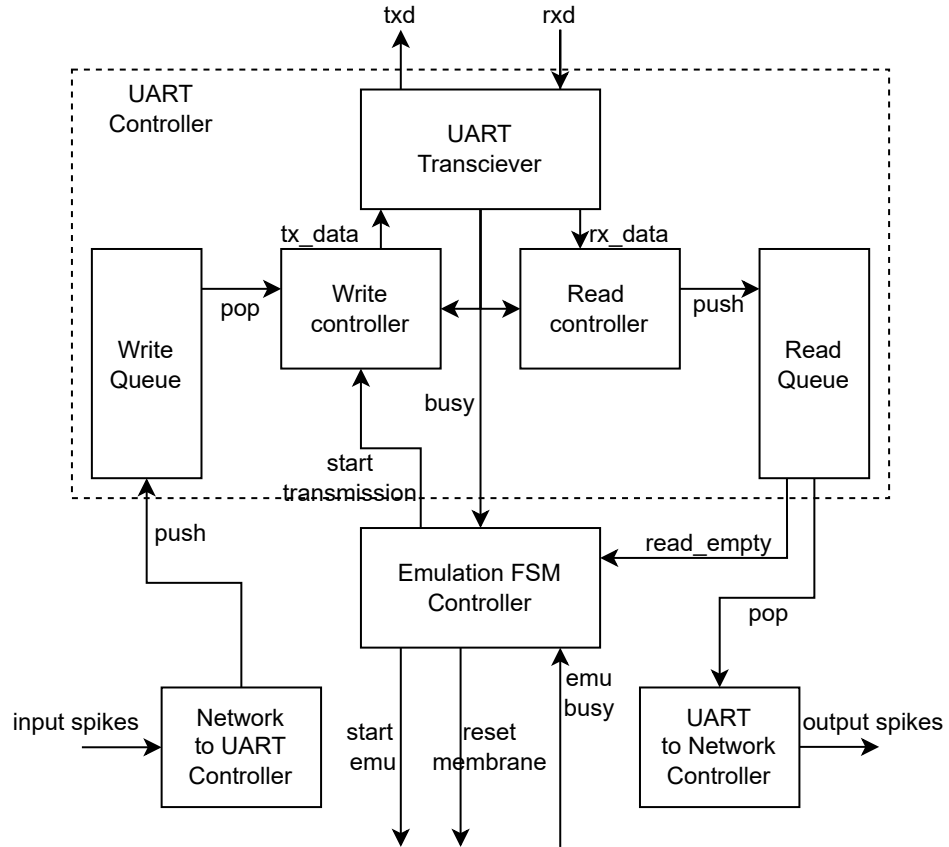 txd
rxd
UART
Controller
UART
Transciever
tx_data
rx_data
Write
Queue
pop
Write
controller
Read
controller
push
Read
Queue
busy
start
transmission
push
Emulation FSM
Controller
read_empty
pop
input spikes
Network
to UART
Controller
start
emu
reset
membrane
emu
busy
UART
to Network
Controller
output spikes